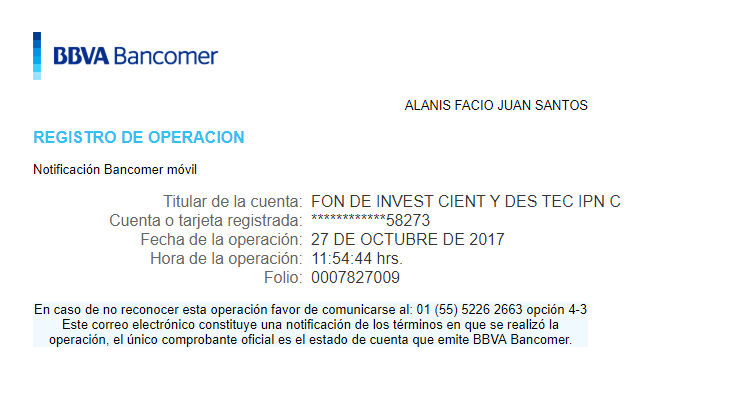 BBVA Bancomer
ALANIS FACIO JUAN SANTOS
REGISTRO DE OPERACION
Notificación Bancomer móvil
Titular de la cuenta: FON DE INVEST CIENT Y DES TEC IPN C
Cuenta o tarjeta registrada: ************58273
Fecha de la operación: 27 DE OCTUBRE DE 2017
Hora de la operación: 11:54:44 hrs.
Folio: 0007827009
En caso de no reconocer esta operación favor de comunicarse al: 01 (55) 5226 2663 opción 4-3
Este correo electrónico constituye una notificación de los términos en que se realizó la
operación, el único comprobante oficial es el estado de cuenta que emite BBVA Bancomer.